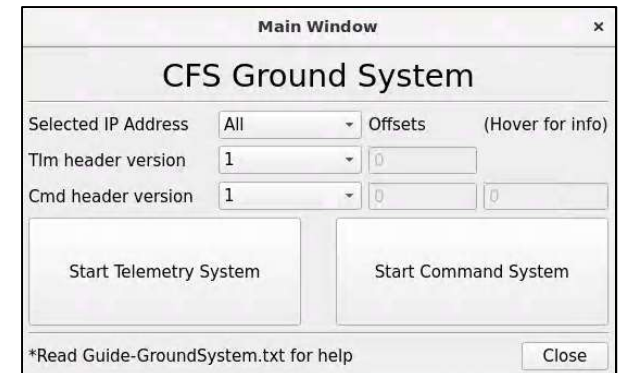 Main Window ×
CFS Ground System
Selected IP Address All Offsets (Hover for info)
Tlm header version 1 0
Cmd header version 1 0 0
Start Telemetry System Start Command System
*Read Guide-GroundSystem.txt for help Close